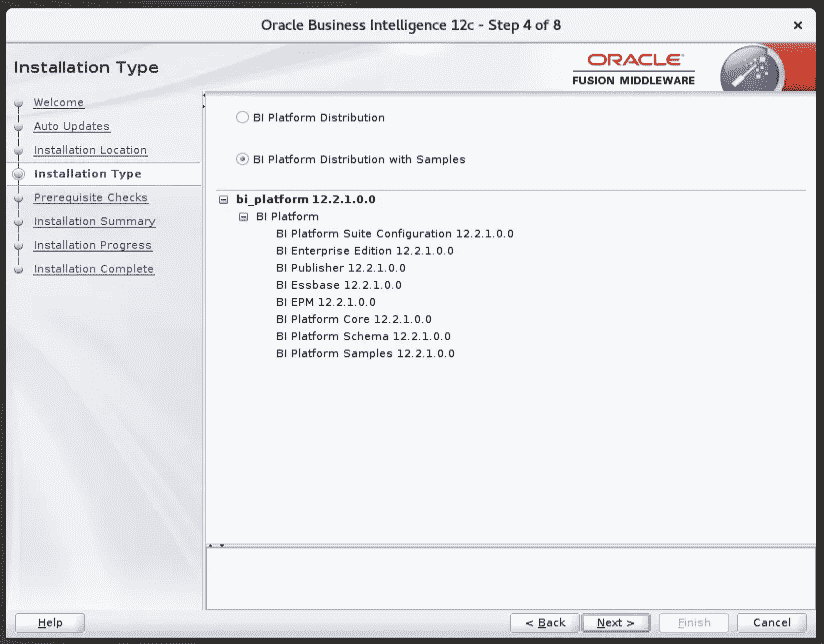 Oracle Business Intelligence 12c - Step 4 of 8
Installation Type
ORACLE
FUSION MIDDLEWARE
Welcome
Auto Updates
Installation Location
Installation Type
Prerequisite Checks
Installation Summary
Installation Progress
Installation Complete
BI Platform Distribution
BI Platform Distribution with Samples
bi_platform 12.2.1.0.0
BI Platform
BI Platform Suite Configuration 12.2.1.0.0
BI Enterprise Edition 12.2.1.0.0
BI Publisher 12.2.1.0.0
BI Essbase 12.2.1.0.0
BI EPM 12.2.1.0.0
BI Platform Core 12.2.1.0.0
BI Platform Schema 12.2.1.0.0
BI Platform Samples 12.2.1.0.0
Help
< Back
Next >
Finish
Cancel